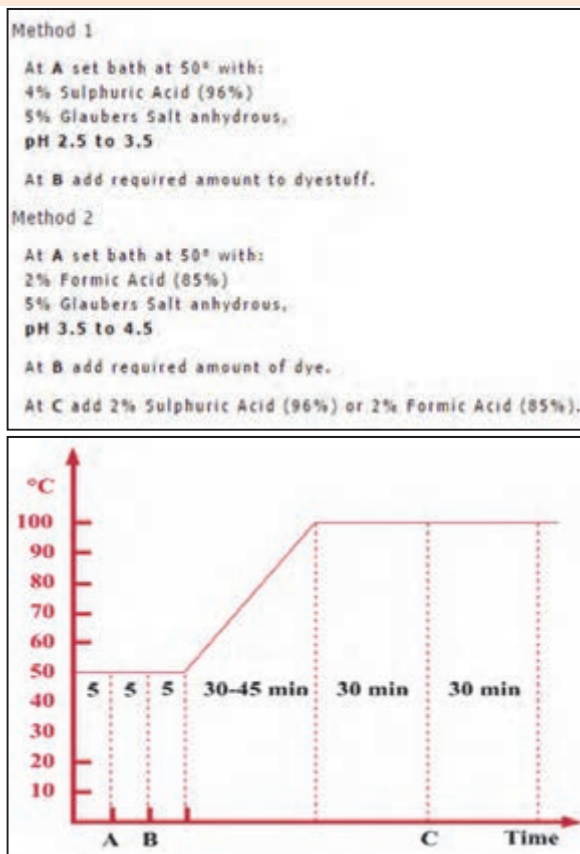 Method 1
At A set bath at 50° with:
4% Sulphuric Acid (96%)
5% Glaubers Salt anhydrous,
pH 2.5 to 3.5
At B add required amount to dyestuff.
Method 2
At A set bath at 50° with:
2% Formic Acid (85%)
5% Glaubers Salt anhydrous,
pH 3.5 to 4.5
At B add required amount of dye.
At C add 2% Sulphuric Acid (96%) or 2% Formic Acid (85%).
°C
100
90
80
70
60
50
5 5 5 30-45 min 30 min 30 min
40
30
20
10
A B C Time